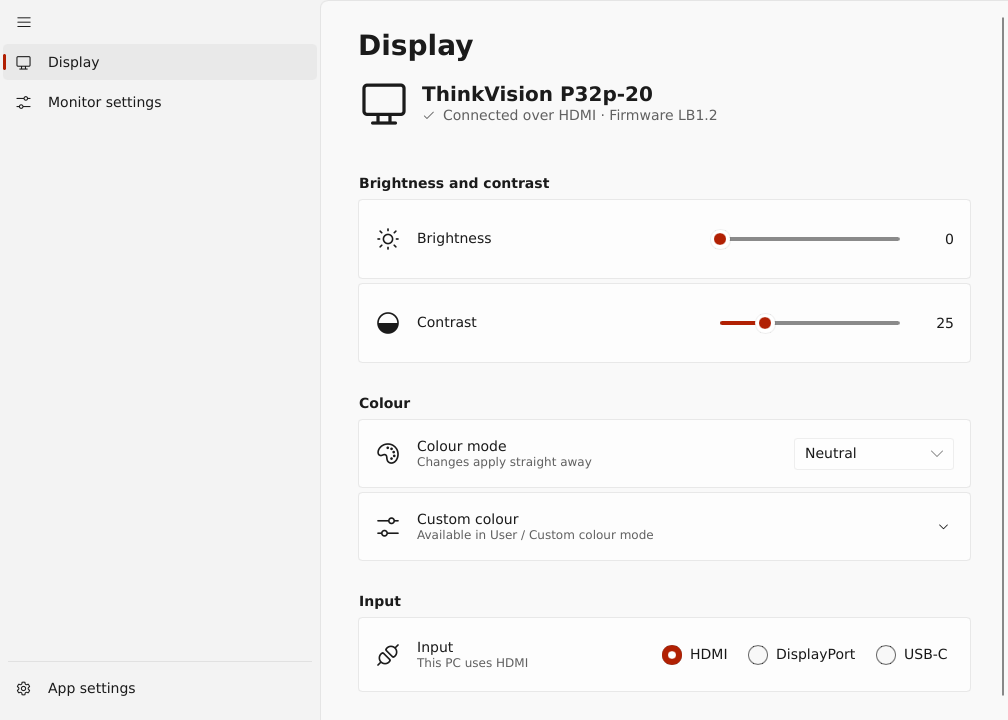 Display
Monitor settings
App settings
Display
ThinkVision P32p-20
Connected over HDMI · Firmware LB1.2
Brightness and contrast
Brightness 0
Contrast 25
Colour
Colour mode
Changes apply straight away
Neutral
Custom colour
Available in User / Custom colour mode
Input
Input
This PC uses HDMI
HDMI DisplayPort USB-C